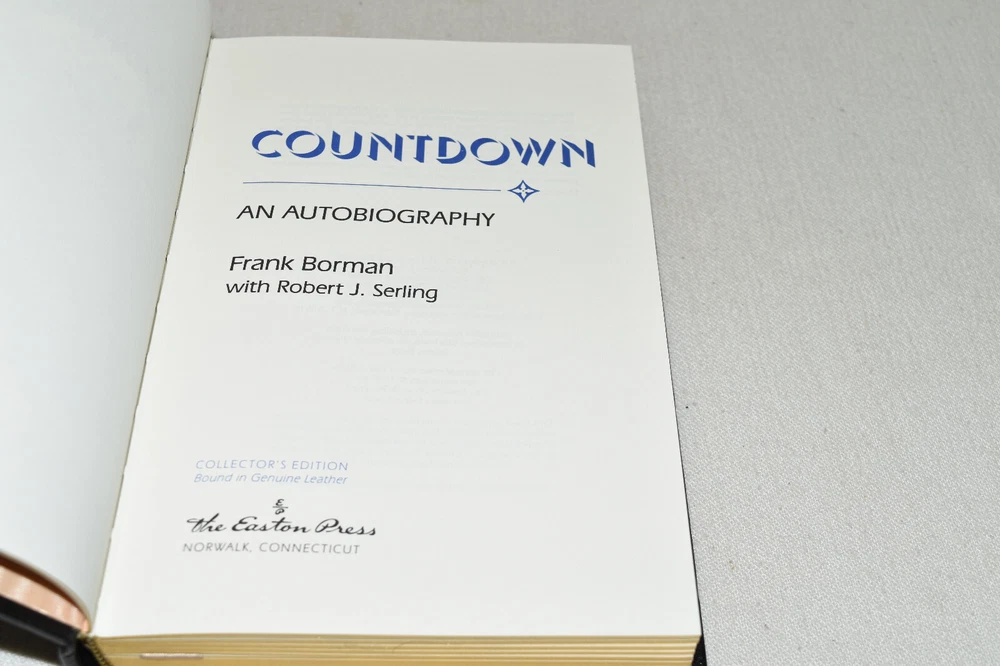 COUNTDOWN
AN AUTOBIOGRAPHY
Frank Borman
with Robert J. Serling
COLLECTOR'S EDITION
Bound in Genuine Leather
E
P
the Easton Press
NORWALK, CONNECTICUT